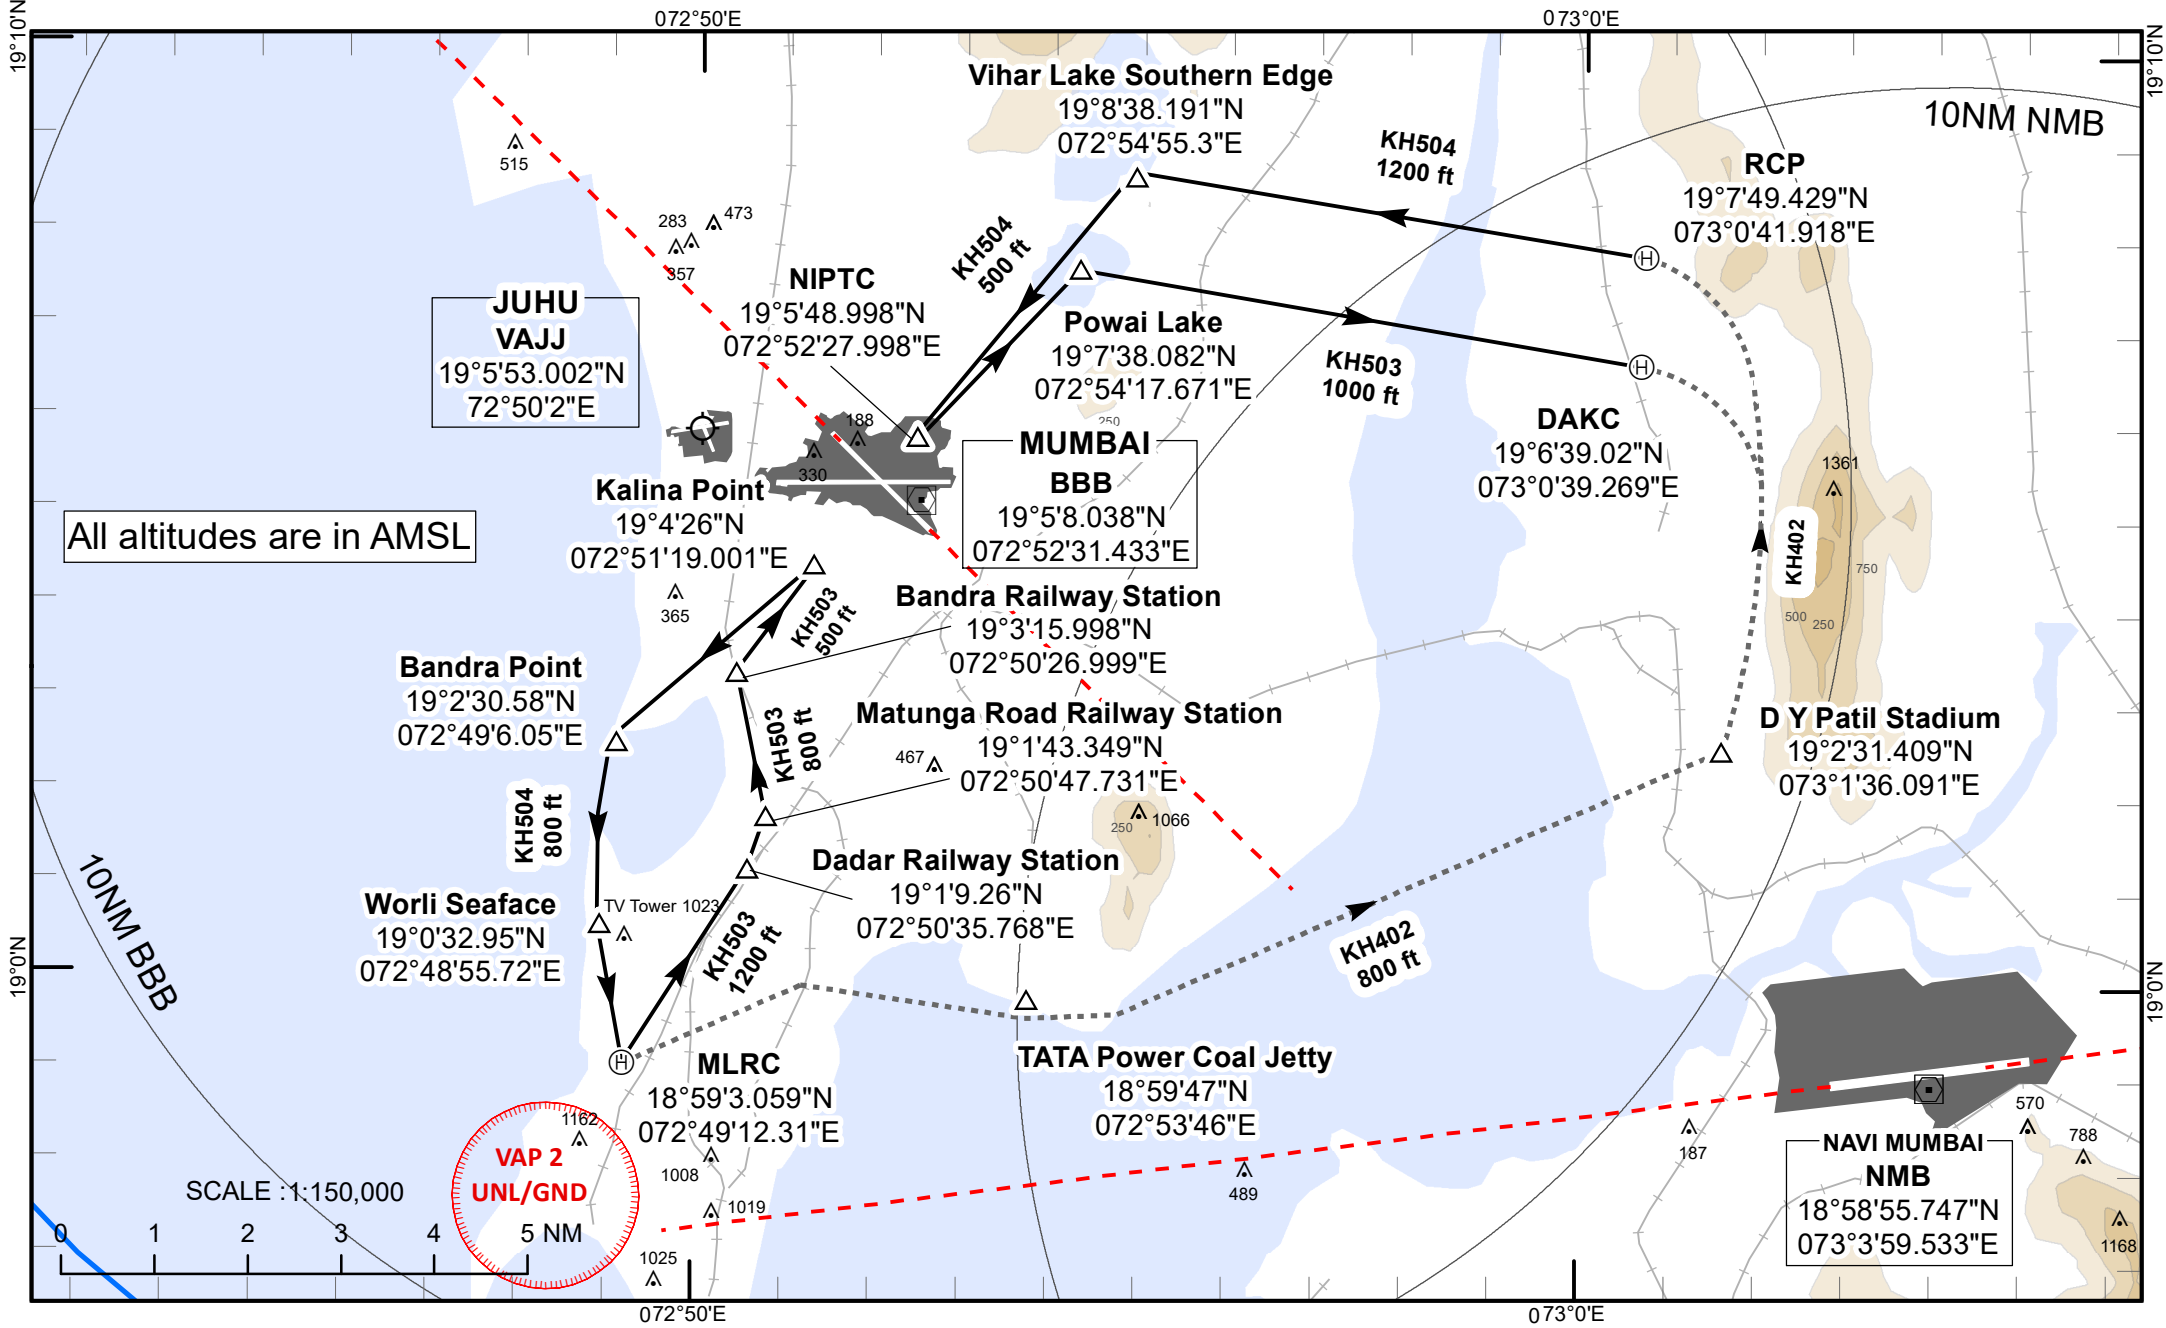 072°50'E
073°0'E
19°10'N
19°10'N
Vihar Lake Southern Edge
19°8'38.191"N
072°54'55.3"E
10NM NMB
KH504
1200 ft
RCP
19°7'49.429"N
073°0'41.918"E
515
283
473
357
KH504
500 ft
NIPTC
19°5'48.998"N
072°52'27.998"E
JUHU
VAJJ
19°5'53.002"N
72°50'2"E
Powai Lake
19°7'38.082"N
072°54'17.671"E
250
KH503
1000 ft
DAKC
19°6'39.02"N
073°0'39.269"E
188
330
MUMBAI
BBB
19°5'8.038"N
072°52'31.433"E
1361
Kalina Point
19°4'26"N
072°51'19.001"E
All altitudes are in AMSL
KH402
750
500
250
365
KH503
500 ft
Bandra Railway Station
19°3'15.998"N
072°50'26.999"E
Bandra Point
19°2'30.58"N
072°49'6.05"E
KH503
800 ft
Matunga Road Railway Station
19°1'43.349"N
072°50'47.731"E
467
D Y Patil Stadium
19°2'31.409"N
073°1'36.091"E
KH504
800 ft
250
1066
Dadar Railway Station
19°1'9.26"N
072°50'35.768"E
10NM BBB
Worli Seaface
19°0'32.95"N
072°48'55.72"E
TV Tower 1023
KH503
1200 ft
KH402
800 ft
19°0'N
19°0'N
MLRC
18°59'3.059"N
072°49'12.31"E
TATA Power Coal Jetty
18°59'47"N
072°53'46"E
1162
VAP 2
UNL/GND
1008
1019
1025
489
187
570
788
1168
NAVI MUMBAI
NMB
18°58'55.747"N
073°3'59.533"E
SCALE :1:150,000
0 1 2 3 4 5 NM
072°50'E
073°0'E